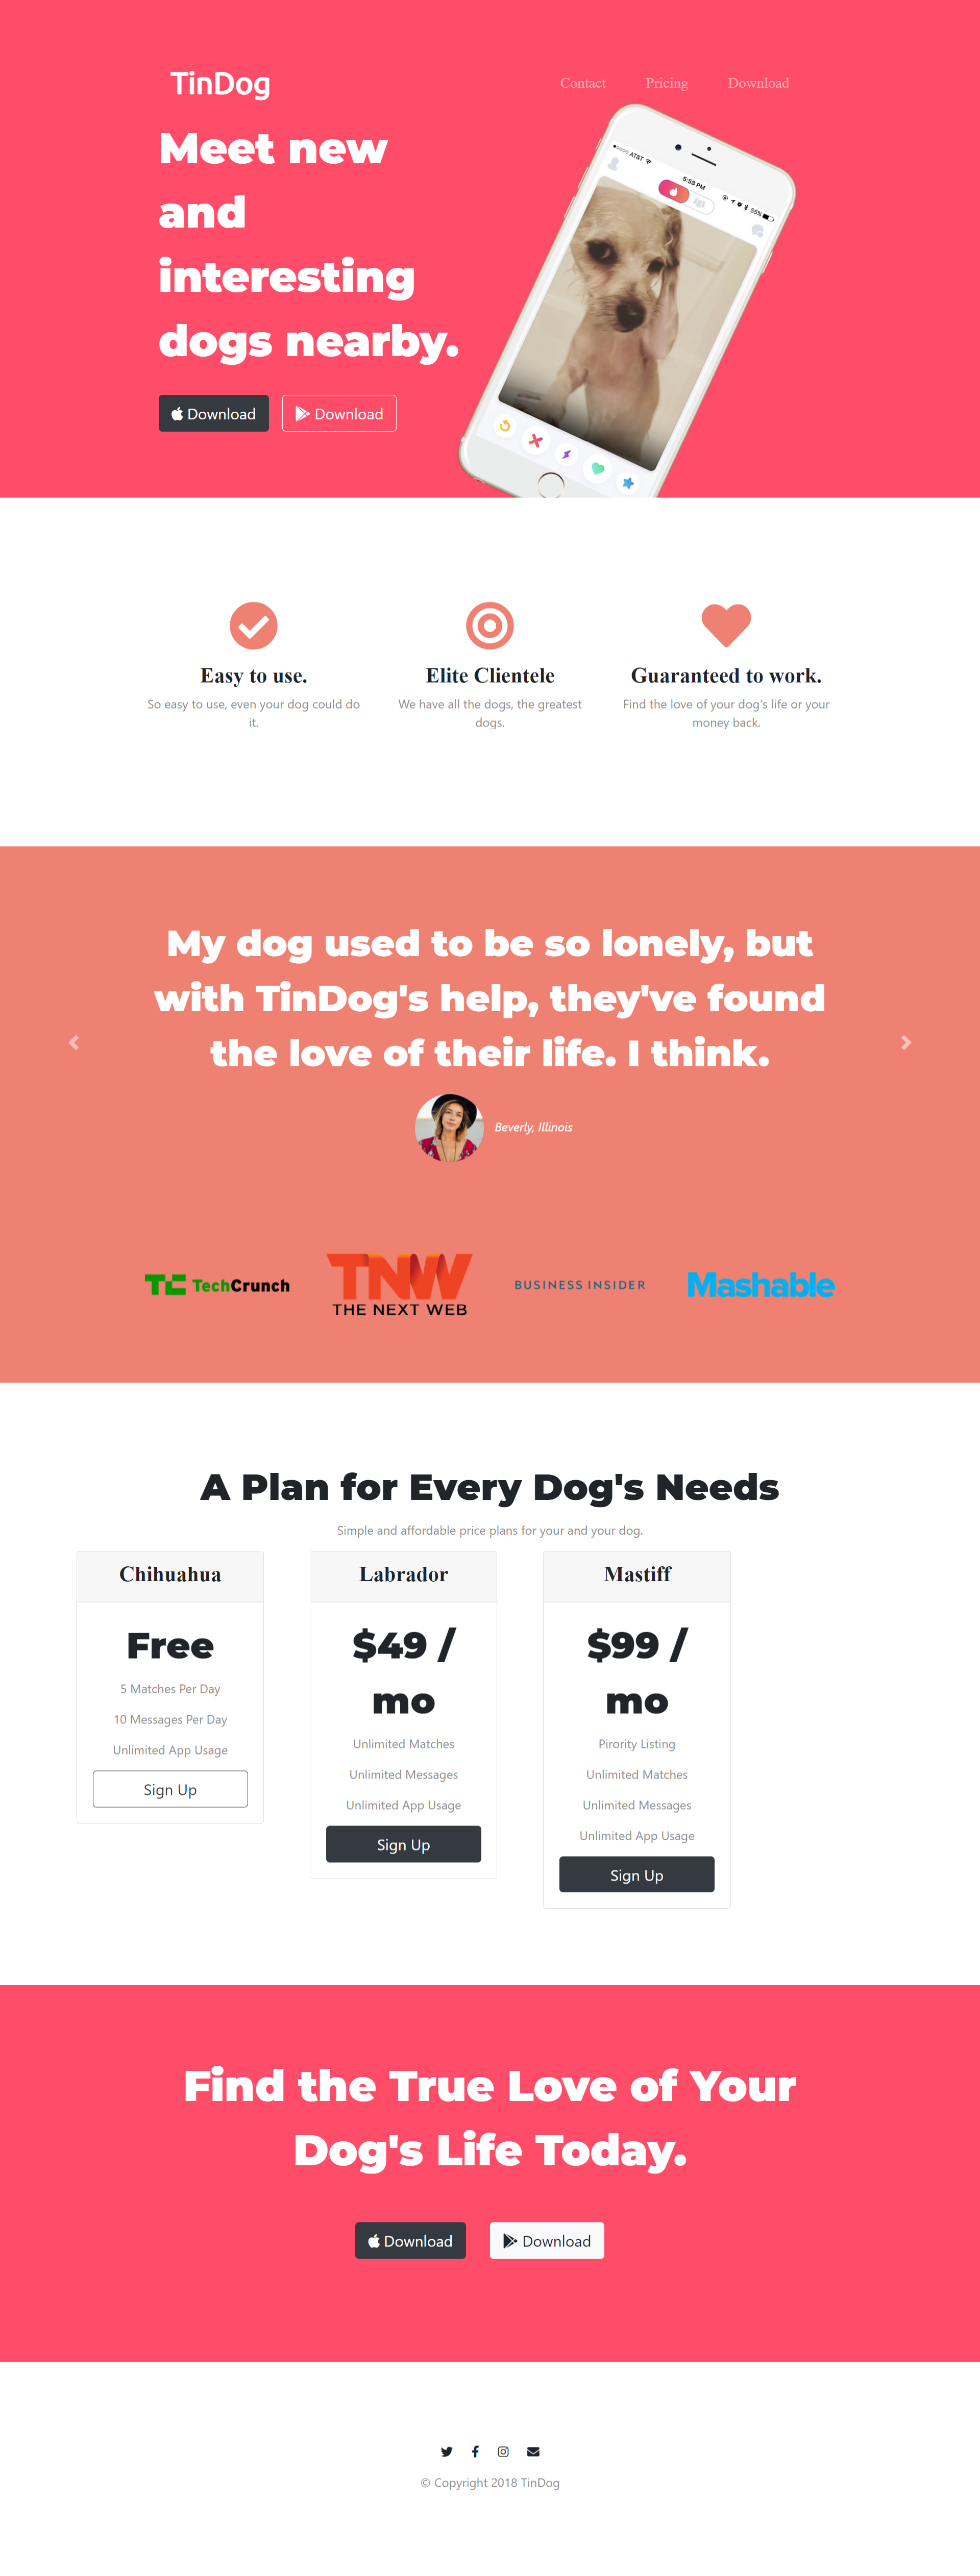 TinDog
Contact Pricing Download
Meet new
and
interesting
dogs nearby.
AT&T
5:58 PM
55%
Download
Download
Easy to use.
So easy to use, even your dog could do
it.
Elite Clientele
We have all the dogs, the greatest
dogs.
Guaranteed to work.
Find the love of your dog's life or your
money back.
My dog used to be so lonely, but
with TinDog's help, they've found
the love of their life. I think.
Beverly, Illinois
TC TechCrunch
TNW
THE NEXT WEB
BUSINESS INSIDER
Mashable
A Plan for Every Dog's Needs
Simple and affordable price plans for your and your dog.
Chihuahua
Free
5 Matches Per Day
10 Messages Per Day
Unlimited App Usage
Sign Up
Labrador
$49 /
mo
Unlimited Matches
Unlimited Messages
Unlimited App Usage
Sign Up
Mastiff
$99 /
mo
Pirority Listing
Unlimited Matches
Unlimited Messages
Unlimited App Usage
Sign Up
Find the True Love of Your
Dog's Life Today.
Download
Download
© Copyright 2018 TinDog